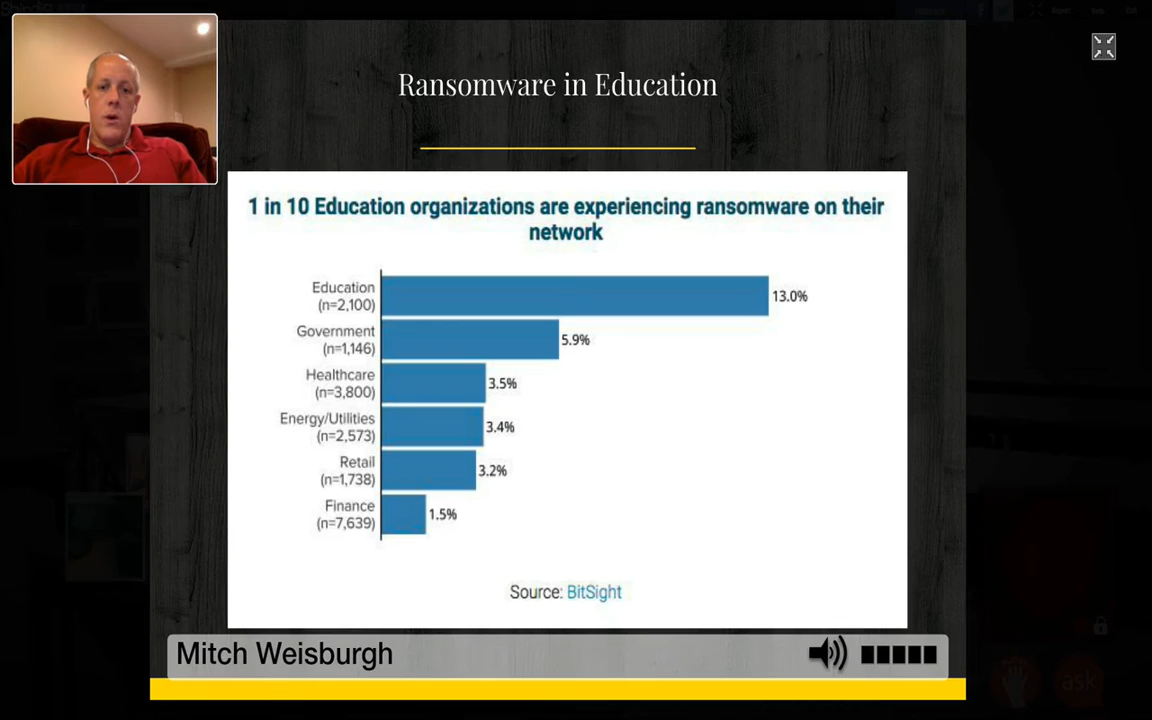 Ransomware in Education
1 in 10 Education organizations are experiencing ransomware on their
network
Education
(n=2,100)
13.0%
Government
(n=1,146)
5.9%
Healthcare
(n=3,800)
3.5%
Energy/Utilities
(n=2,573)
3.4%
Retail
(n=1,738)
3.2%
Finance
(n=7,639)
1.5%
Source: BitSight
Mitch Weisburgh
ask